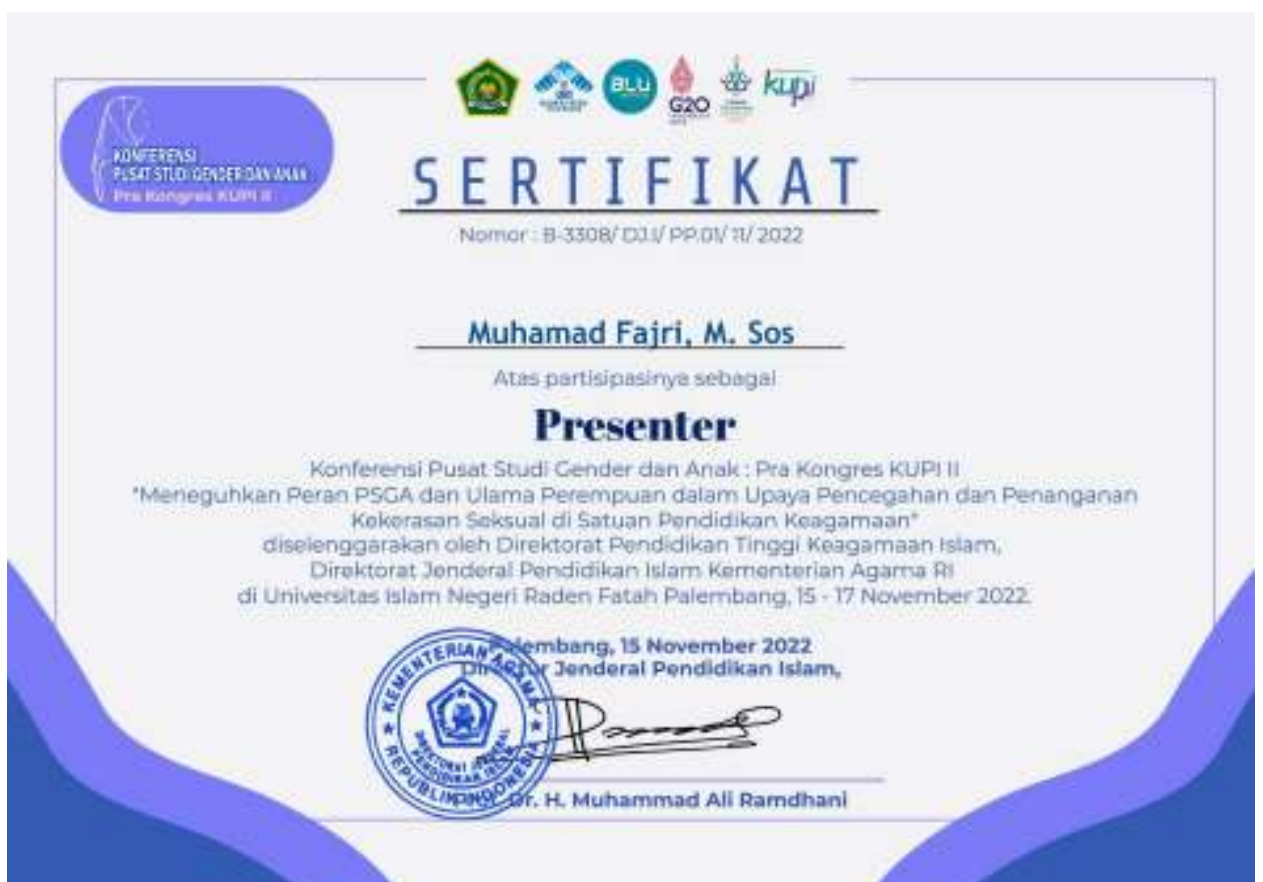 BLU
G20
kupi
KONFERENSI
PUSAT STUDI GENDER DAN ANAK
Pra Kongres KUPI II
SERTIFIKAT
Nomor : B-3308/ DJ.I/ PP.01/ 11/ 2022
Muhamad Fajri, M. Sos
Atas partisipasinya sebagai
Presenter
Konferensi Pusat Studi Gender dan Anak : Pra Kongres KUPI II
"Meneguhkan Peran PSGA dan Ulama Perempuan dalam Upaya Pencegahan dan Penanganan
Kekerasan Seksual di Satuan Pendidikan Keagamaan"
diselenggarakan oleh Direktorat Pendidikan Tinggi Keagamaan Islam,
Direktorat Jenderal Pendidikan Islam Kementerian Agama RI
di Universitas Islam Negeri Raden Fatah Palembang, 15 - 17 November 2022.
Palembang, 15 November 2022
Direktur Jenderal Pendidikan Islam,
KEMENTERIAN AGAMA
DIREKTORAT JENDERAL
PENDIDIKAN ISLAM
REPUBLIK INDONESIA
Dr. H. Muhammad Ali Ramdhani